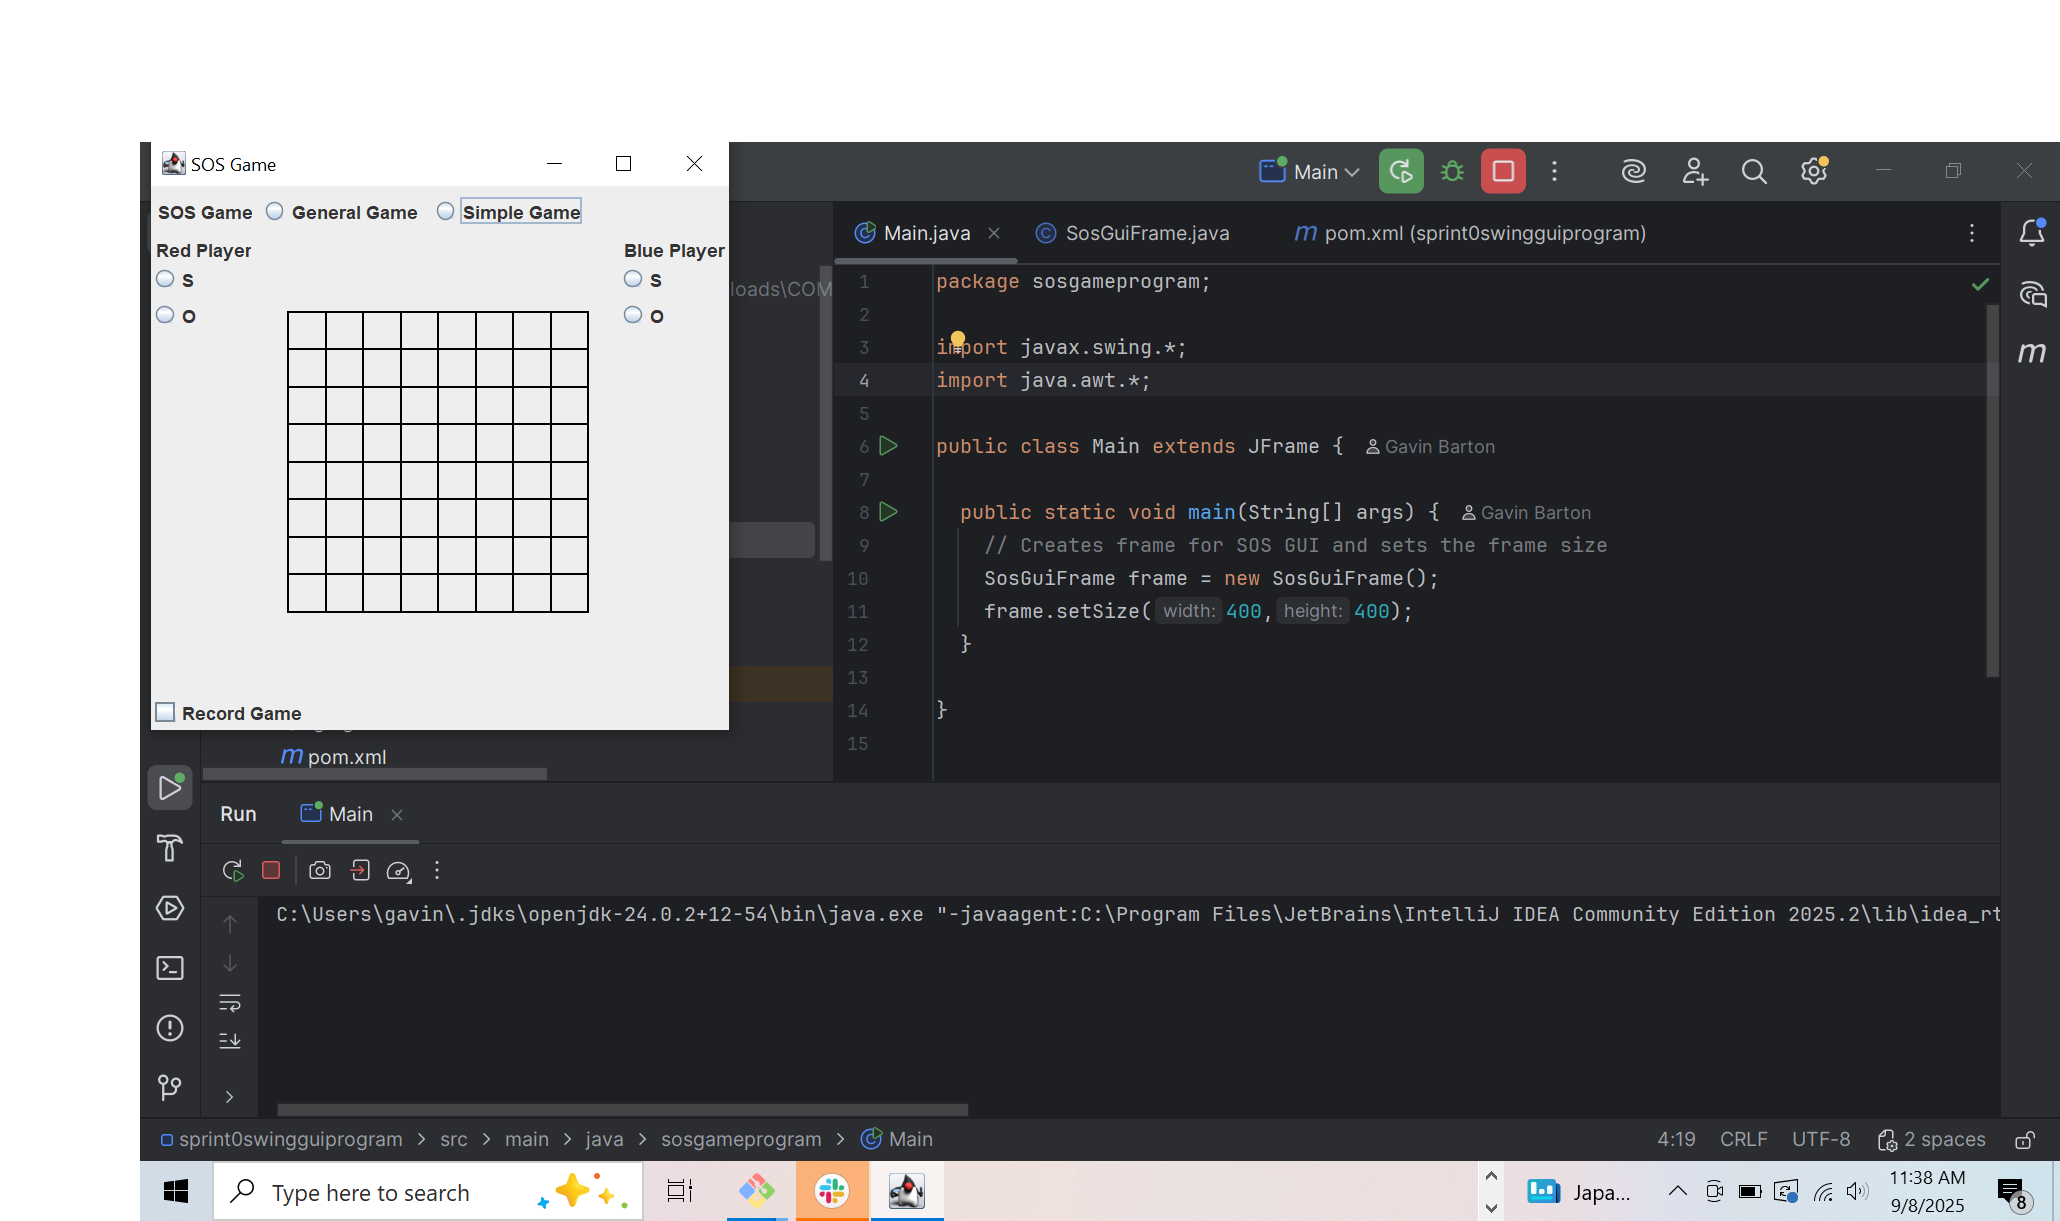 SOS Game
SOS Game General Game Simple Game
Red Player Blue Player
S S
O O
Record Game
Main
Main.java SosGuiFrame.java pom.xml (sprint0swingguiprogram)
loads\COM
1 package sosgameprogram;
2
3 import javax.swing.*;
4 import java.awt.*;
5
6 public class Main extends JFrame { Gavin Barton
7
8 public static void main(String[] args) { Gavin Barton
9 // Creates frame for SOS GUI and sets the frame size
10 SosGuiFrame frame = new SosGuiFrame();
11 frame.setSize( width: 400, height: 400);
12 }
13
14 }
15
m pom.xml
Run Main
C:\Users\gavin\.jdks\openjdk-24.0.2+12-54\bin\java.exe "-javaagent:C:\Program Files\JetBrains\IntelliJ IDEA Community Edition 2025.2\lib\idea_rt
sprint0swingguiprogram > src > main > java > sosgameprogram > Main 4:19 CRLF UTF-8 2 spaces
Type here to search Japa... 11:38 AM
9/8/2025 8